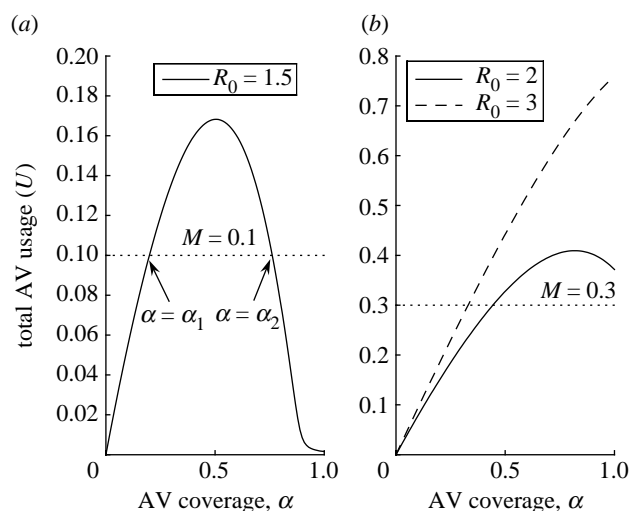 (a)
R0 = 1.5
total AV usage (U)
0.20
0.18
0.16
0.14
0.12
0.10
0.08
0.06
0.04
0.02
M = 0.1
α = α1 α = α2
0 0.5 1.0
AV coverage, α
(b)
R0 = 2
R0 = 3
0.8
0.7
0.6
0.5
0.4
0.3
0.2
0.1
M = 0.3
0 0.5 1.0
AV coverage, α